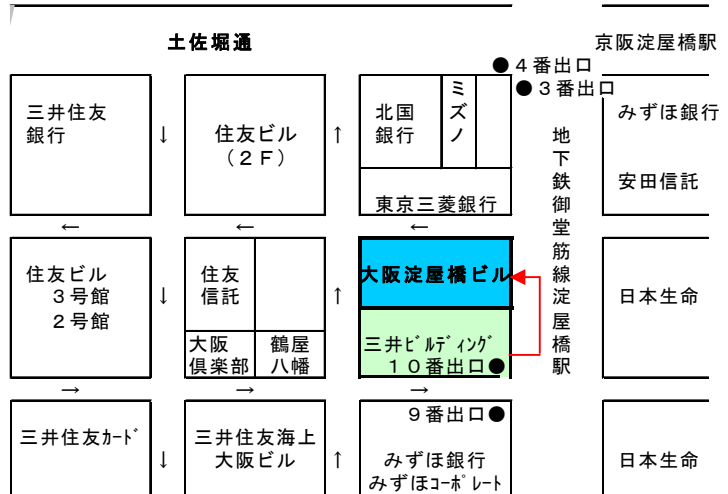 土佐堀通
京阪淀屋橋駅
●４番出口
●３番出口
三井住友
銀行
↓
住友ビル
（２Ｆ）
↑
北国
銀行
ミズノ
東京三菱銀行
地下鉄御堂筋線淀屋橋駅
みずほ銀行
安田信託
←
←
←
住友ビル
３号館
２号館
↓
住友
信託
大阪
倶楽部
鶴屋
八幡
↑
大阪淀屋橋ビル
三井ﾋﾞﾙﾃﾞｨﾝｸﾞ
１０番出口●
日本生命
→
→
→
三井住友ｶｰﾄﾞ
↓
三井住友海上
大阪ビル
↑
９番出口●
みずほ銀行
みずほｺｰﾎﾟﾚｰﾄ
日本生命